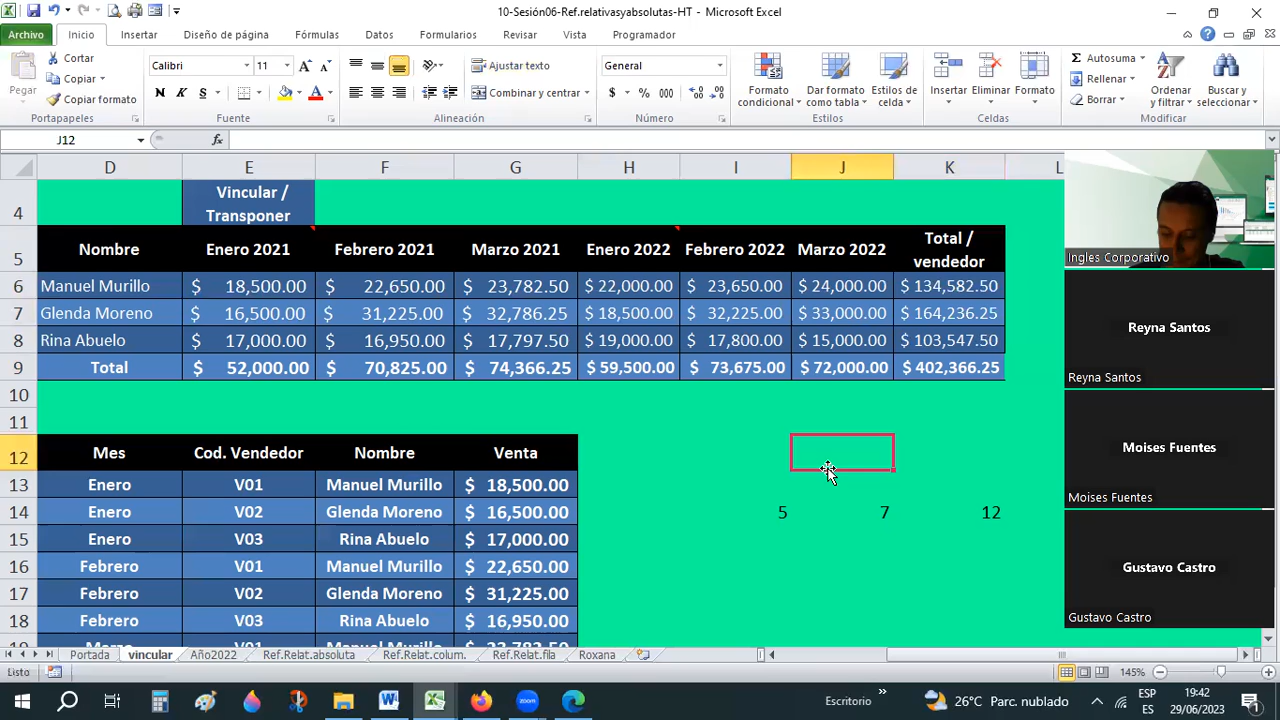 10-Sesión06-Ref.relativasyabsolutas-HT - Microsoft Excel
Archivo Inicio Insertar Diseño de página Fórmulas Datos Formularios Revisar Vista Programador
Pegar
Cortar
Copiar
Copiar formato
Portapapeles
Calibri 11
N K S
Fuente
Ajustar texto
Combinar y centrar
Alineación
General
$ % 000
Número
Formato condicional
Dar formato como tabla
Estilos de celda
Estilos
Insertar Eliminar Formato
Celdas
Autosuma
Rellenar
Borrar
Ordenar y filtrar
Buscar y seleccionar
Modificar
J12 fx
D E F G H I J K L
4 Vincular / Transponer
5 Nombre Enero 2021 Febrero 2021 Marzo 2021 Enero 2022 Febrero 2022 Marzo 2022 Total / vendedor
6 Manuel Murillo $ 18,500.00 $ 22,650.00 $ 23,782.50 $ 22,000.00 $ 23,650.00 $ 24,000.00 $ 134,582.50
7 Glenda Moreno $ 16,500.00 $ 31,225.00 $ 32,786.25 $ 18,500.00 $ 32,225.00 $ 33,000.00 $ 164,236.25
8 Rina Abuelo $ 17,000.00 $ 16,950.00 $ 17,797.50 $ 19,000.00 $ 17,800.00 $ 15,000.00 $ 103,547.50
9 Total $ 52,000.00 $ 70,825.00 $ 74,366.25 $ 59,500.00 $ 73,675.00 $ 72,000.00 $ 402,366.25
10
11
12 Mes Cod. Vendedor Nombre Venta
13 Enero V01 Manuel Murillo $ 18,500.00
14 Enero V02 Glenda Moreno $ 16,500.00 5 7 12
15 Enero V03 Rina Abuelo $ 17,000.00
16 Febrero V01 Manuel Murillo $ 22,650.00
17 Febrero V02 Glenda Moreno $ 31,225.00
18 Febrero V03 Rina Abuelo $ 16,950.00
19 Marzo V01 Manuel Murillo $ 23,782.50
Ingles Corporativo
Reyna Santos
Reyna Santos
Moises Fuentes
Moises Fuentes
Gustavo Castro
Gustavo Castro
Portada vincular Año2022 Ref.Relat.absoluta Ref.Relat.colum. Ref.Relat.fila Roxana
Listo 145%
Escritorio 26°C Parc. nublado ESP ES 19:42 29/06/2023 1